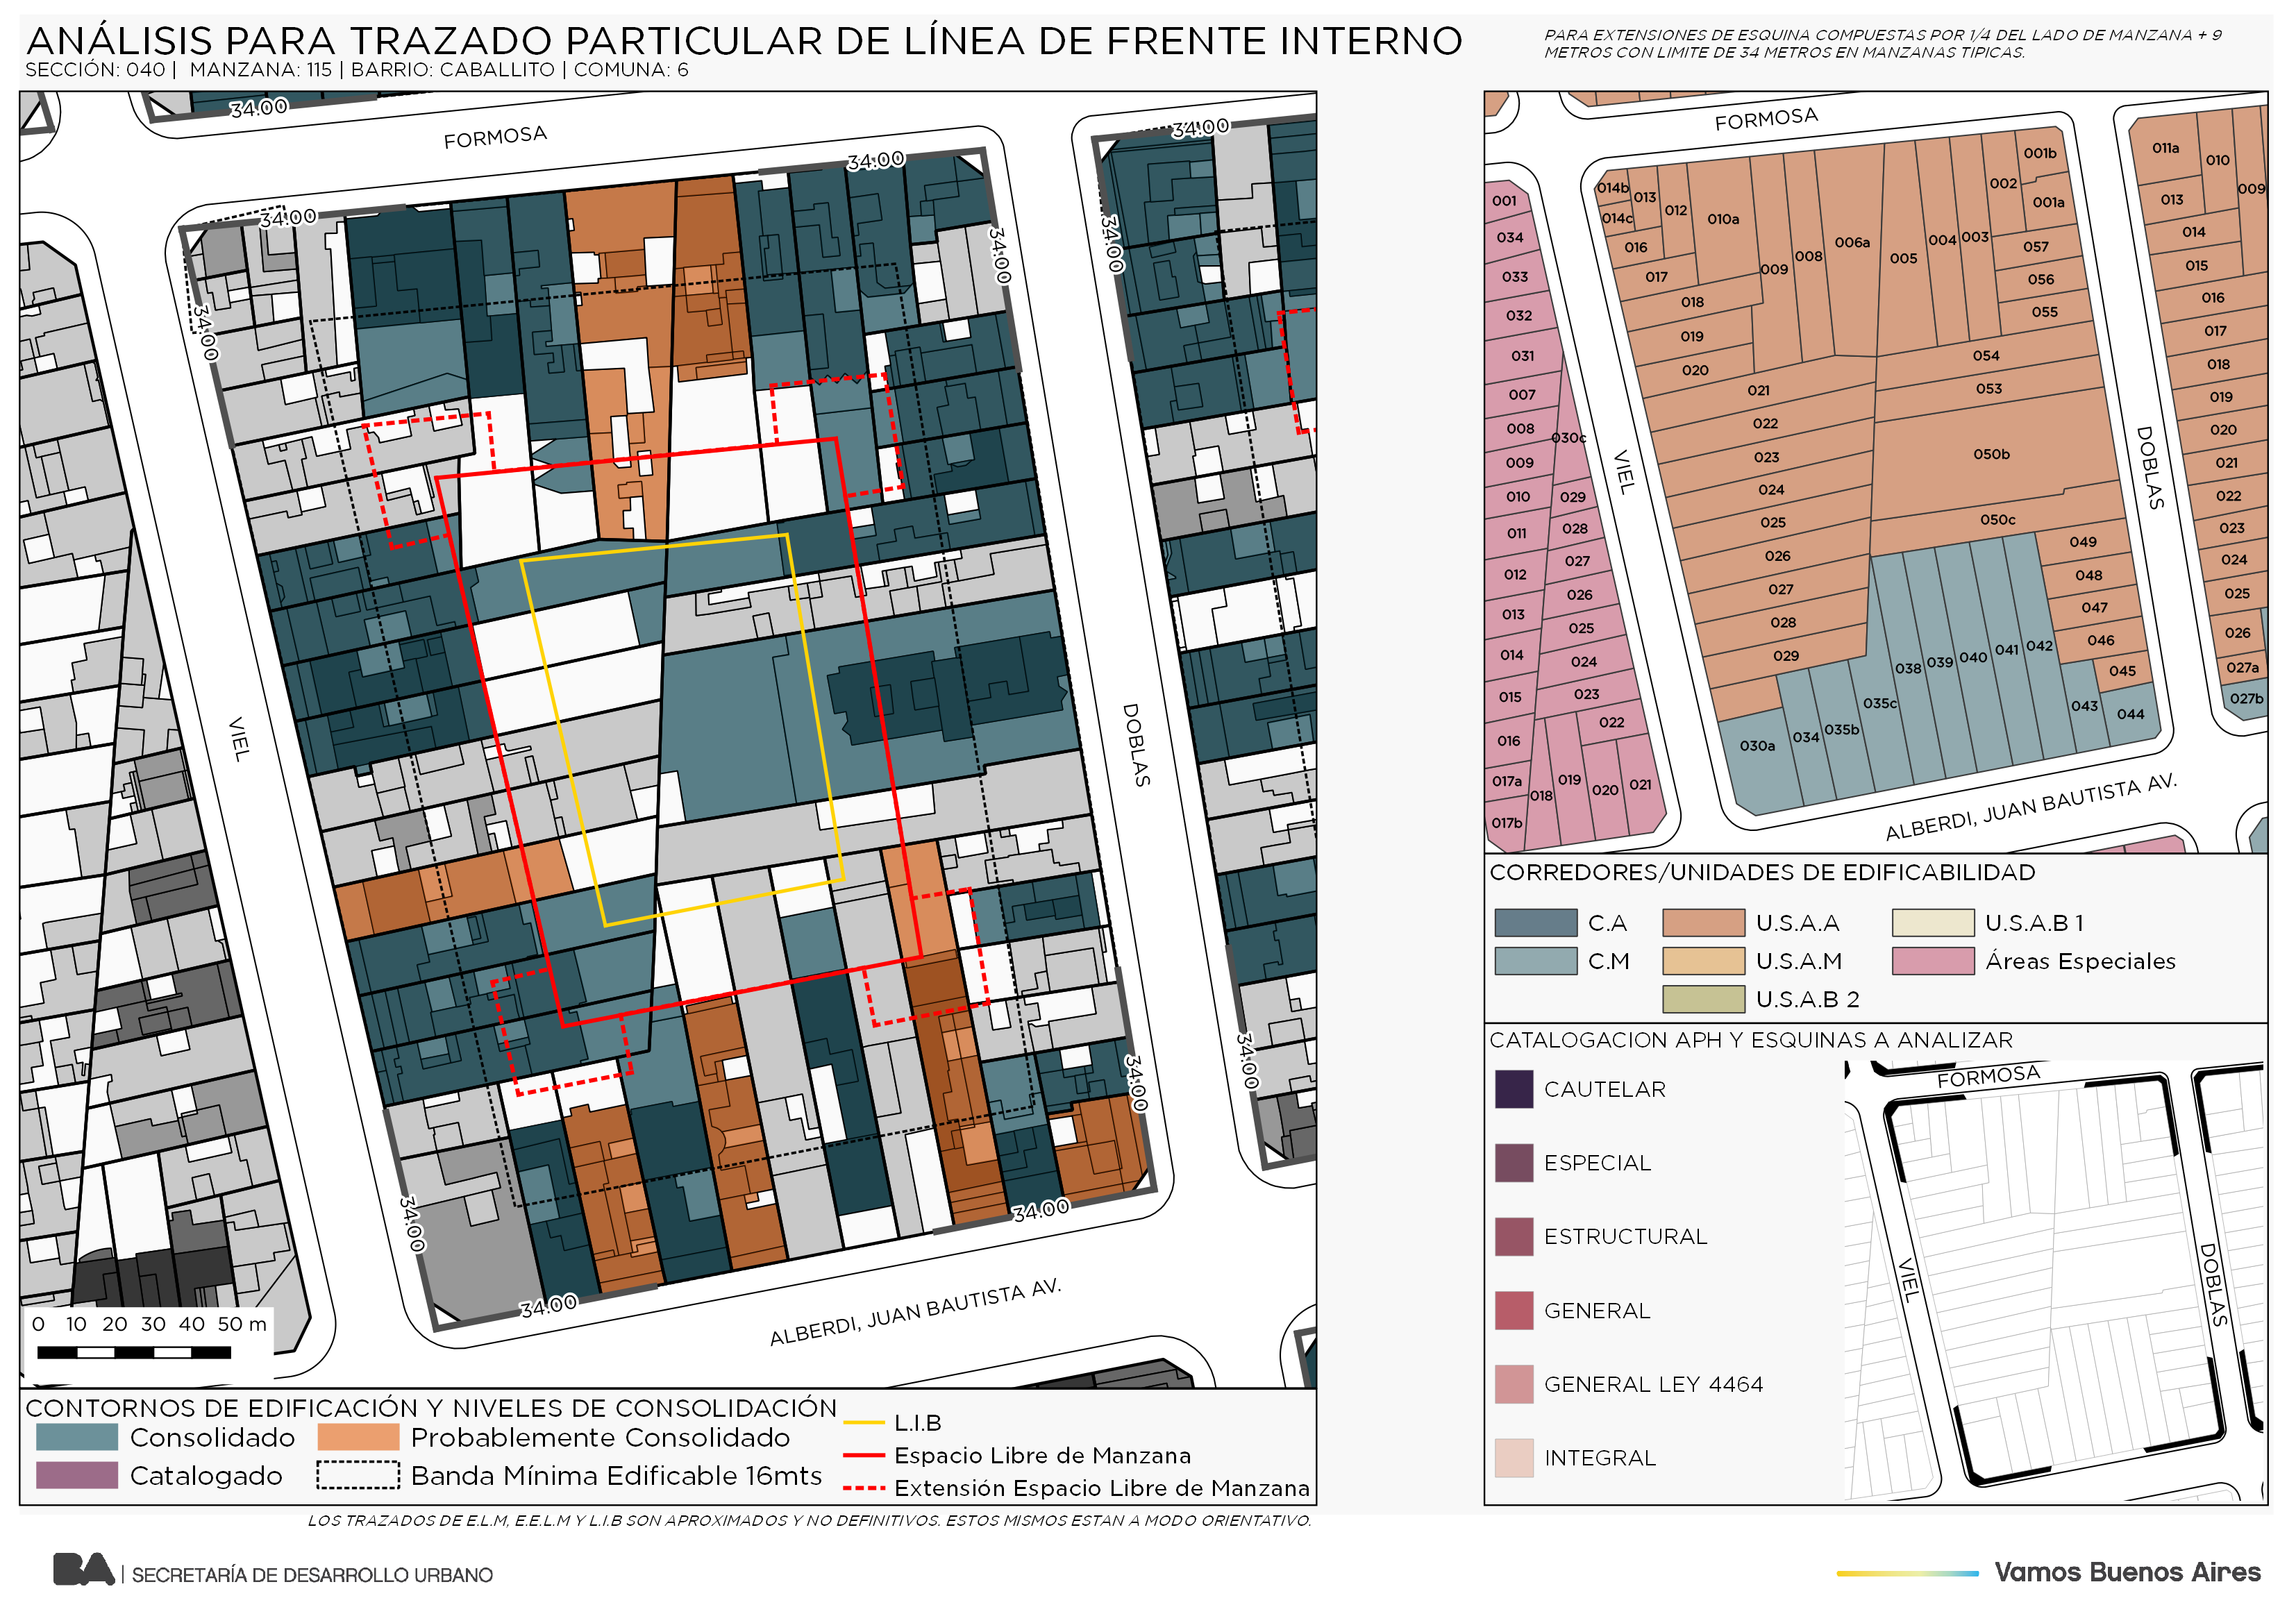 ANÁLISIS PARA TRAZADO PARTICULAR DE LÍNEA DE FRENTE INTERNO
SECCIÓN: 040 | MANZANA: 115 | BARRIO: CABALLITO | COMUNA: 6
PARA EXTENSIONES DE ESQUINA COMPUESTAS POR 1/4 DEL LADO DE MANZANA + 9
METROS CON LIMITE DE 34 METROS EN MANZANAS TIPICAS.
34.00
FORMOSA
34.00
34.00
34.00
34.00
34.00
34.00
VIEL
DOBLAS
34.00
34.00
34.00
34.00
34.00
ALBERDI, JUAN BAUTISTA AV.
0 10 20 30 40 50 m
CONTORNOS DE EDIFICACIÓN Y NIVELES DE CONSOLIDACIÓN
Consolidado
Probablemente Consolidado
Catalogado
Banda Mínima Edificable 16mts
L.I.B
Espacio Libre de Manzana
Extensión Espacio Libre de Manzana
LOS TRAZADOS DE E.L.M, E.E.L.M Y L.I.B SON APROXIMADOS Y NO DEFINITIVOS. ESTOS MISMOS ESTAN A MODO ORIENTATIVO.
FORMOSA
VIEL
DOBLAS
ALBERDI, JUAN BAUTISTA AV.
001
034
033
032
031
007
008
030c
009
010
029
011
028
027
012
026
013
025
014
024
015
023
016
022
017a
018
019
020
021
017b
014b
013
012
010a
014c
016
017
018
019
020
009
008
006a
005
004
003
002
001b
001a
057
056
055
054
053
021
022
023
024
025
026
027
028
029
050b
050c
049
048
047
046
045
044
043
042
041
040
039
038
035c
035b
034
030a
011a
010
009
013
014
015
016
017
018
019
020
021
022
023
024
025
026
027a
027b
CORREDORES/UNIDADES DE EDIFICABILIDAD
C.A
U.S.A.A
U.S.A.B 1
C.M
U.S.A.M
Áreas Especiales
U.S.A.B 2
CATALOGACION APH Y ESQUINAS A ANALIZAR
CAUTELAR
ESPECIAL
ESTRUCTURAL
GENERAL
GENERAL LEY 4464
INTEGRAL
FORMOSA
VIEL
DOBLAS
BA | SECRETARÍA DE DESARROLLO URBANO
Vamos Buenos Aires